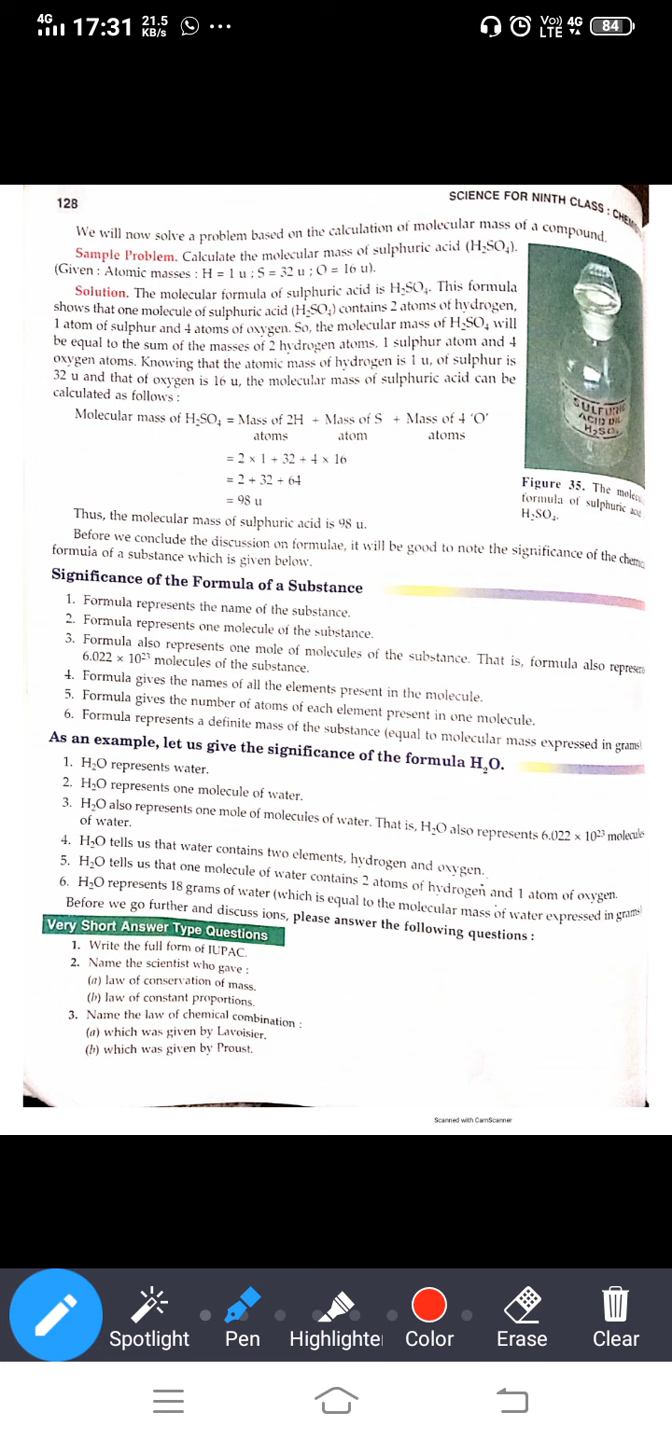 4G 17:31 21.5 KB/s ... Vo)) LTE 4G 84
128
SCIENCE FOR NINTH CLASS :
We will now solve a problem based on the calculation of molecular mass of a compound.
Sample Problem. Calculate the molecular mass of sulphuric acid (H₂SO₄).
(Given : Atomic masses : H = 1 u ; S = 32 u ; O = 16 u).
Solution. The molecular formula of sulphuric acid is H₂SO₄. This formula
shows that one molecule of sulphuric acid (H₂SO₄) contains 2 atoms of hydrogen,
1 atom of sulphur and 4 atoms of oxygen. So, the molecular mass of H₂SO₄ will
be equal to the sum of the masses of 2 hydrogen atoms, 1 sulphur atom and 4
oxygen atoms. Knowing that the atomic mass of hydrogen is 1 u, of sulphur is
32 u and that of oxygen is 16 u, the molecular mass of sulphuric acid can be
calculated as follows :
Molecular mass of H₂SO₄ = Mass of 2H + Mass of S + Mass of 4 'O'
atoms atom atoms
= 2 × 1 + 32 + 4 × 16
= 2 + 32 + 64
= 98 u
SULFURIC
ACID DIL
H₂SO₄
Figure 35. The
formula of sulphuric
H₂SO₄.
Thus, the molecular mass of sulphuric acid is 98 u.
Before we conclude the discussion on formulae, it will be good to note the significance of the
formula of a substance which is given below.
Significance of the Formula of a Substance
1. Formula represents the name of the substance.
2. Formula represents one molecule of the substance.
3. Formula also represents one mole of molecules of the substance. That is, formula also
6.022 × 10²³ molecules of the substance.
4. Formula gives the names of all the elements present in the molecule.
5. Formula gives the number of atoms of each element present in one molecule.
6. Formula represents a definite mass of the substance (equal to molecular mass expressed in grams)
As an example, let us give the significance of the formula H₂O.
1. H₂O represents water.
2. H₂O represents one molecule of water.
3. H₂O also represents one mole of molecules of water. That is, H₂O also represents 6.022 × 10²³
of water.
4. H₂O tells us that water contains two elements, hydrogen and oxygen.
5. H₂O tells us that one molecule of water contains 2 atoms of hydrogen and 1 atom of oxygen.
6. H₂O represents 18 grams of water (which is equal to the molecular mass of water expressed in grams)
Before we go further and discuss ions, please answer the following questions :
Very Short Answer Type Questions
1. Write the full form of IUPAC.
2. Name the scientist who gave :
(a) law of conservation of mass.
(b) law of constant proportions.
3. Name the law of chemical combination :
(a) which was given by Lavoisier.
(b) which was given by Proust.
Scanned with CamScanner
Spotlight Pen Highlighte Color Erase Clear